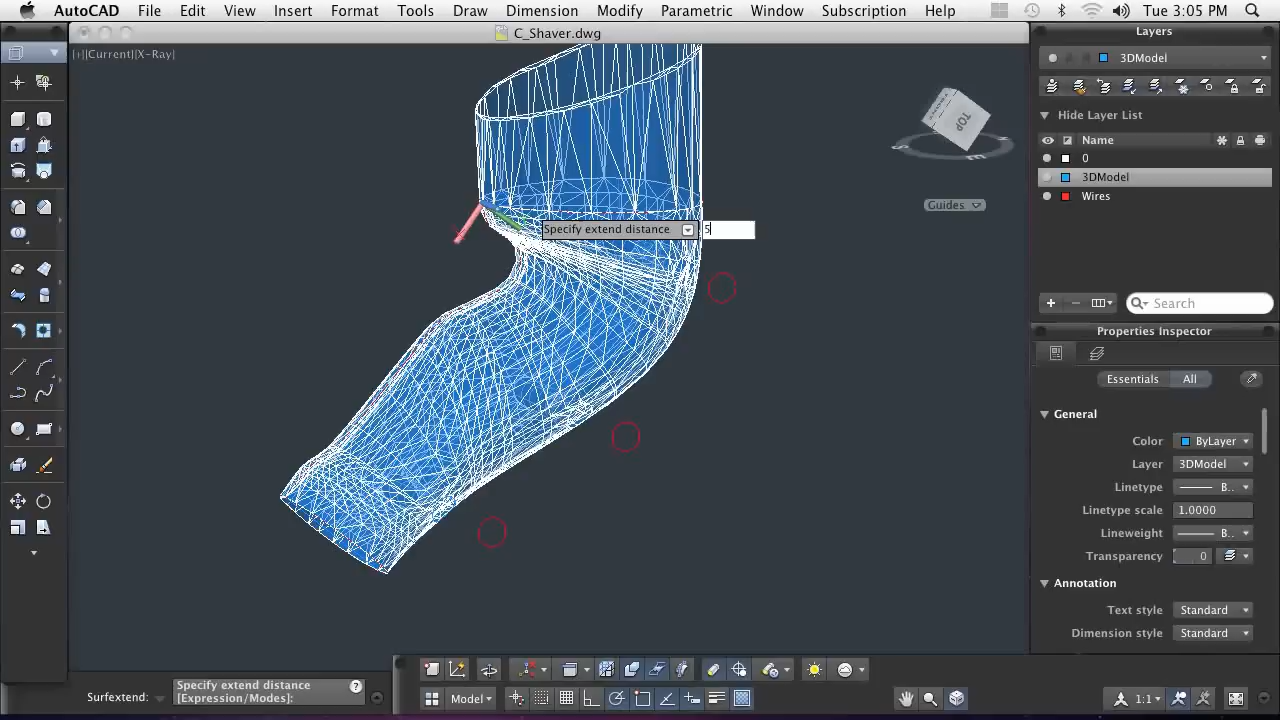 AutoCAD File Edit View Insert Format Tools Draw Dimension Modify Parametric Window Subscription Help Tue 3:05 PM
C_Shaver.dwg
[+][Current][X-Ray]
TOP
Guides
Specify extend distance 5
Layers
3DModel
Hide Layer List
Name
0
3DModel
Wires
Search
Properties Inspector
Essentials All
General
Color ByLayer
Layer 3DModel
Linetype B..
Linetype scale 1.0000
Lineweight B..
Transparency 0
Annotation
Text style Standard
Dimension style Standard
Surfextend: Specify extend distance
[Expression/Modes]:
Model 1:1